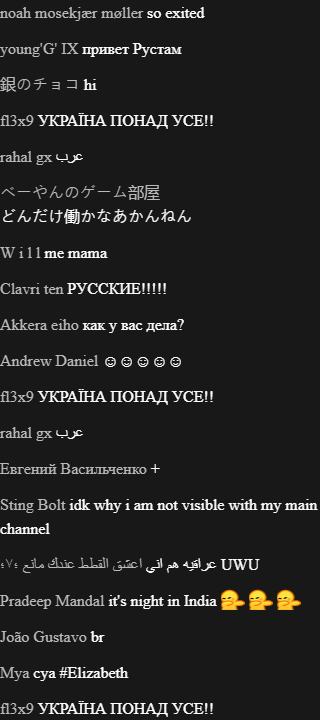 noah mosekjær møller so exited
young'G' IX привет Рустам
銀のチョコ hi
fl3x9 УКРАЇНА ПОНАД УСЕ!!
rahal gx عرب
べーやんのゲーム部屋
どんだけ働かなあかんねん
W i l l me mama
Clavri ten РУССКИЕ!!!!!
Akkera eiho как у вас дела?
Andrew Daniel ☺☺☺☺☺
fl3x9 УКРАЇНА ПОНАД УСЕ!!
rahal gx عرب
Евгений Васильченко +
Sting Bolt idk why i am not visible with my main
channel
عراقيه هم اني اعشق القطط عندك مانع ؛٧؛ UWU
Pradeep Mandal it's night in India 🤧🤧🤧
João Gustavo br
Mya cya #Elizabeth
fl3x9 УКРАЇНА ПОНАД УСЕ!!